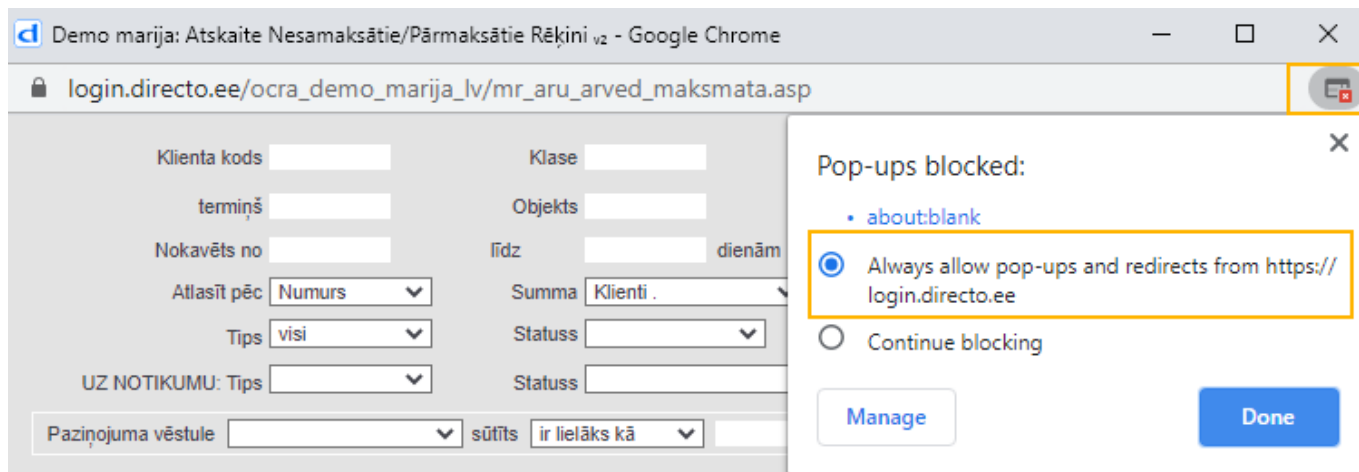 Demo marija: Atskaite Nesamaksātie/Pārmaksātie Rēķini v2 - Google Chrome
login.directo.ee/ocra_demo_marija_lv/mr_aru_arved_maksmata.asp
Klienta kods Klase
termiņš Objekts
Nokavēts no līdz dienām
Atlasīt pēc Numurs Summa Klienti .
Tips visi Statuss
UZ NOTIKUMU: Tips Statuss
Paziņojuma vēstule sūtīts ir lielāks kā
Pop-ups blocked:
• about:blank
Always allow pop-ups and redirects from https://
login.directo.ee
Continue blocking
Manage Done